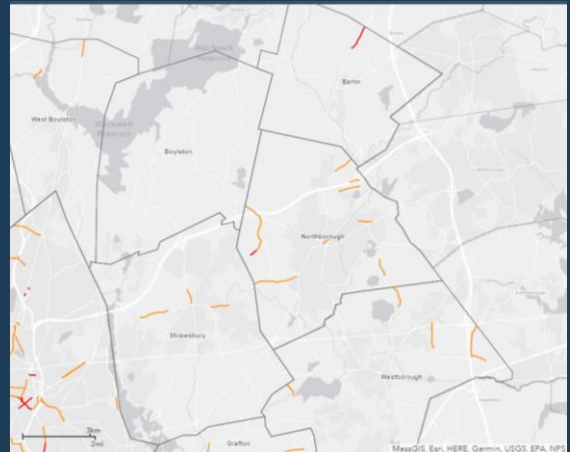 Berlin
West Boylston
Boylston
Northborough
Shrewsbury
Westborough
3km
2mi
Grafton
MassGIS, Esri, HERE, Garmin, USGS, EPA, NPS